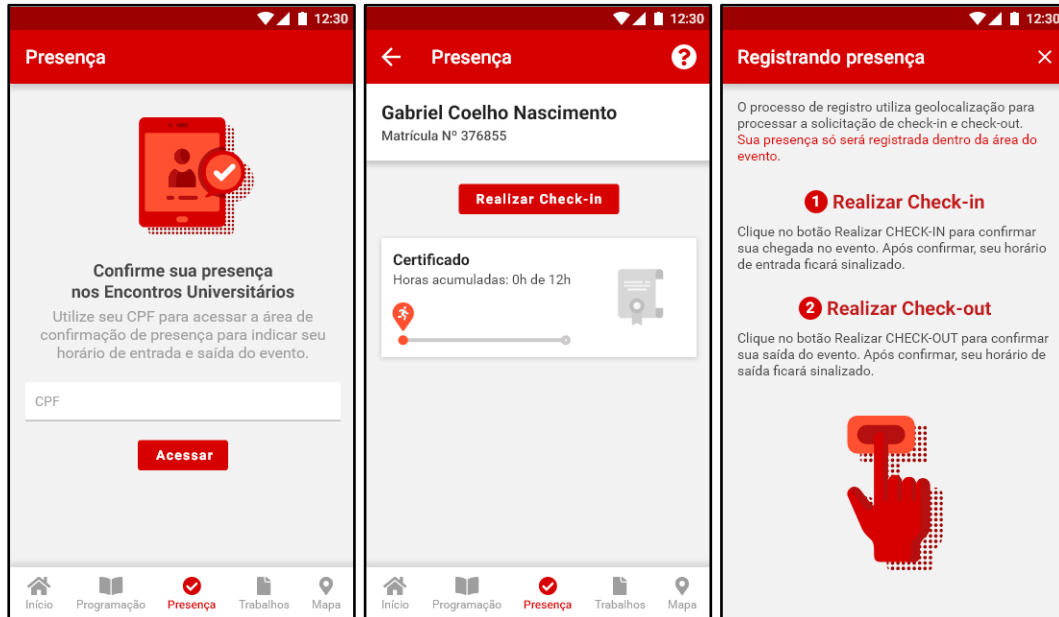 12:30
Presença
Confirme sua presença
nos Encontros Universitários
Utilize seu CPF para acessar a área de
confirmação de presença para indicar seu
horário de entrada e saída do evento.
CPF
Acessar
Início
Programação
Presença
Trabalhos
Mapa
12:30
Presença
?
Gabriel Coelho Nascimento
Matrícula Nº 376855
Realizar Check-in
Certificado
Horas acumuladas: 0h de 12h
Início
Programação
Presença
Trabalhos
Mapa
12:30
Registrando presença
O processo de registro utiliza geolocalização para
processar a solicitação de check-in e check-out.
Sua presença só será registrada dentro da área do
evento.
1 Realizar Check-in
Clique no botão Realizar CHECK-IN para confirmar
sua chegada no evento. Após confirmar, seu horário
de entrada ficará sinalizado.
2 Realizar Check-out
Clique no botão Realizar CHECK-OUT para confirmar
sua saída do evento. Após confirmar, seu horário de
saída ficará sinalizado.